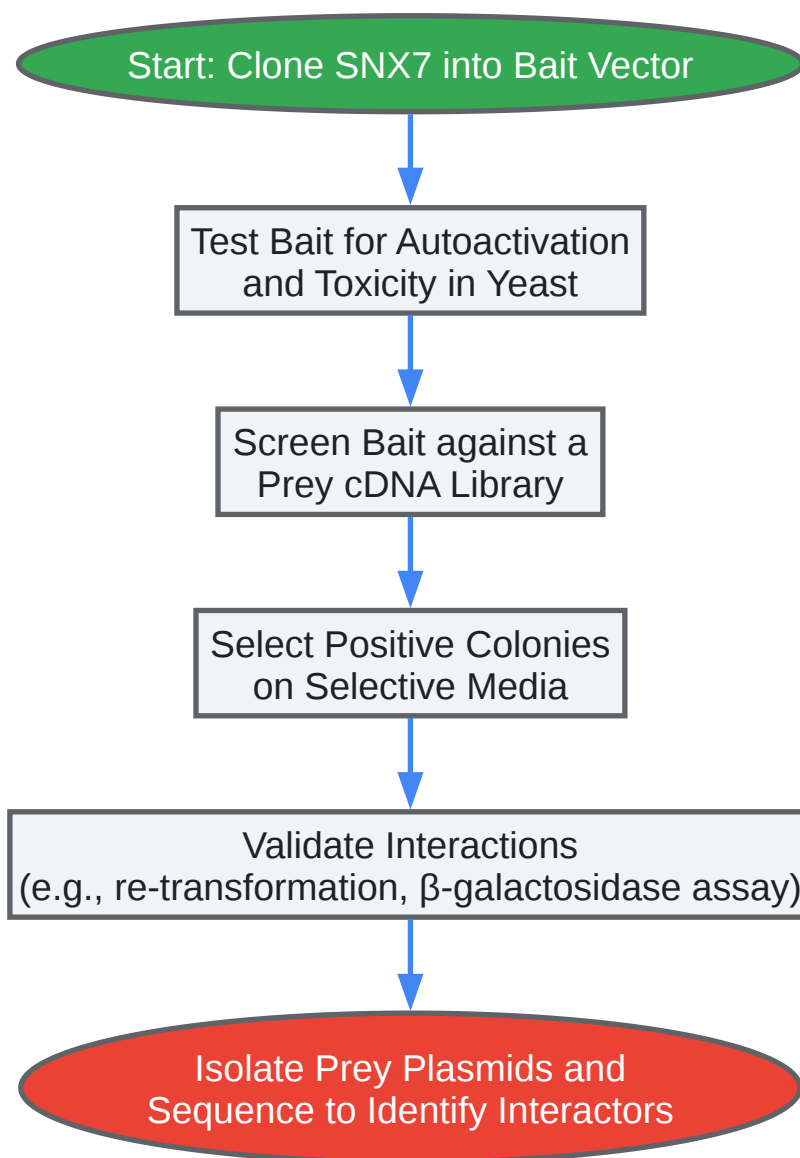 Start: Clone SNX7 into Bait Vector
Test Bait for Autoactivation
and Toxicity in Yeast
Screen Bait against a
Prey cDNA Library
Select Positive Colonies
on Selective Media
Validate Interactions
(e.g., re-transformation, β-galactosidase assay)
Isolate Prey Plasmids and
Sequence to Identify Interactors